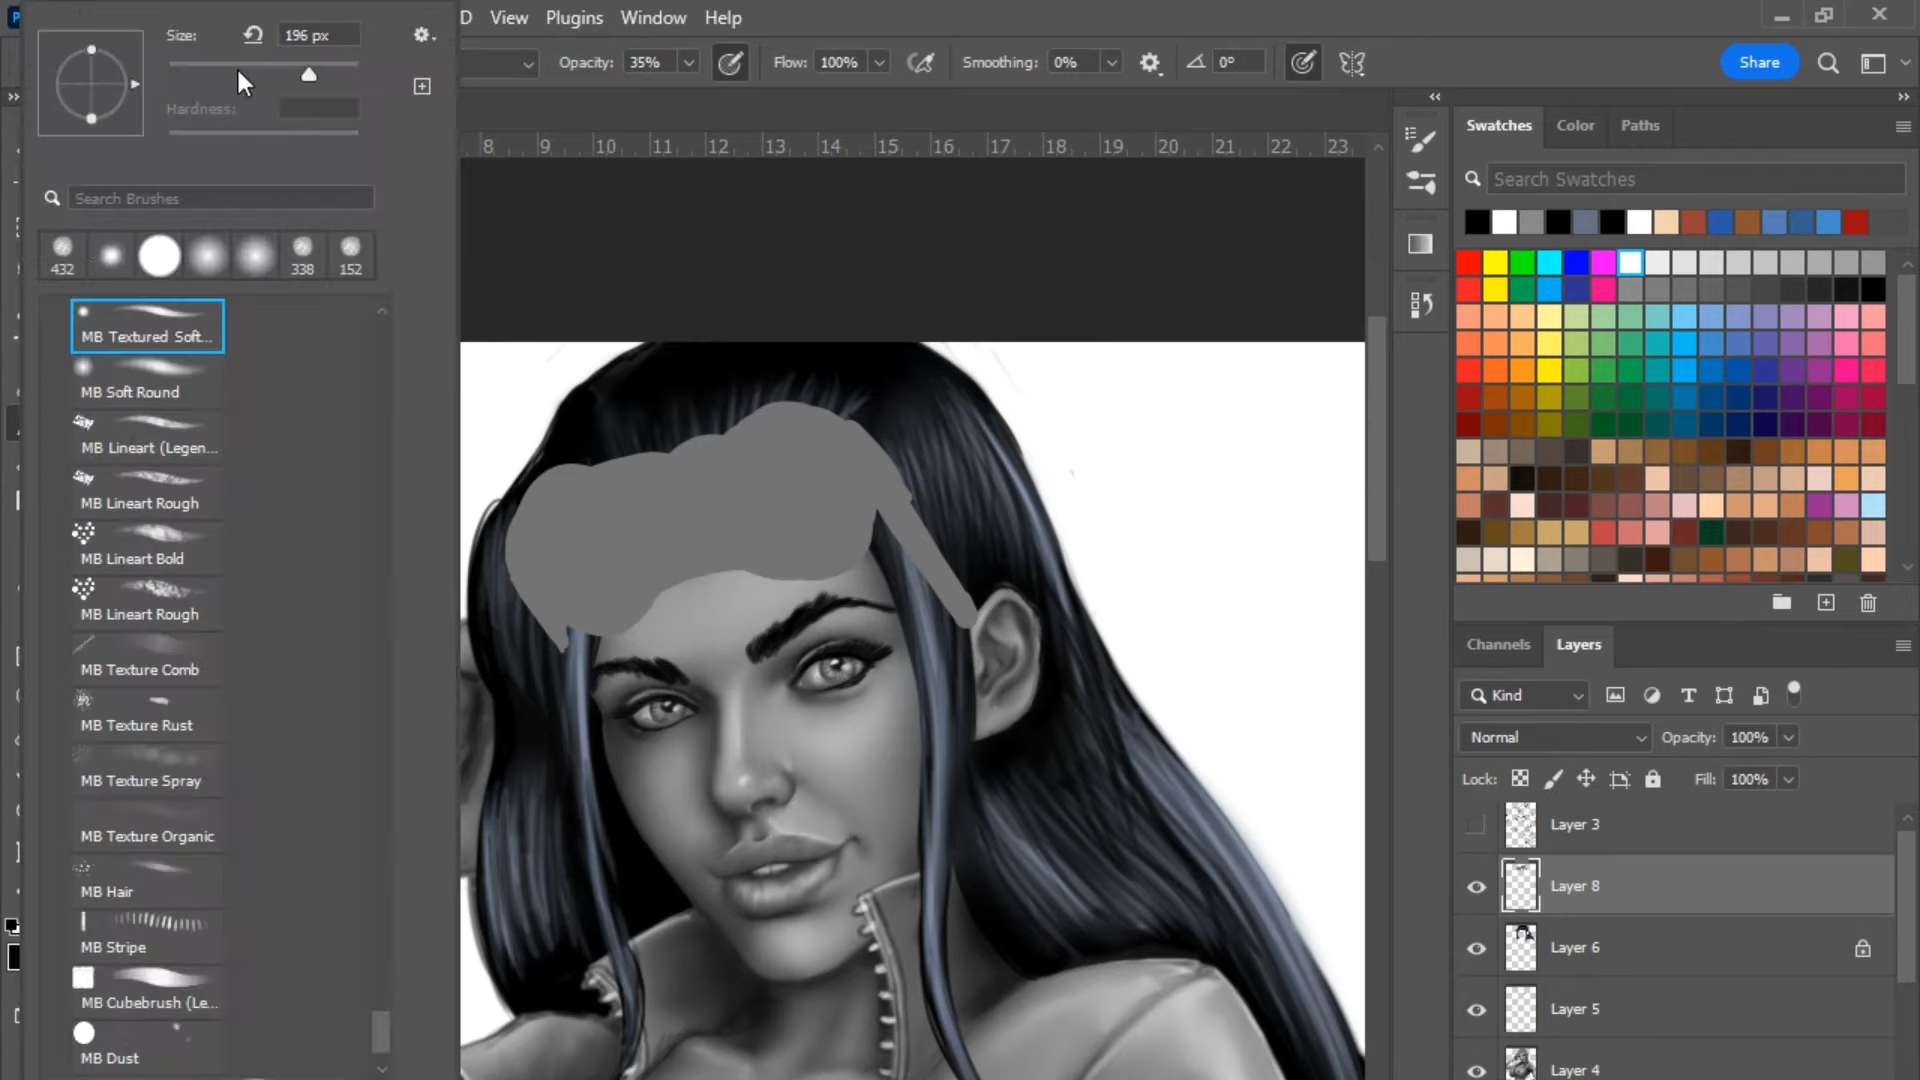 D View Plugins Window Help
Size: 196 px
Opacity: 35% Flow: 100% Smoothing: 0% 0° Share
Hardness:
Swatches Color Paths
8 9 10 11 12 13 14 15 16 17 18 19 20 21 22 23
Search Swatches
Search Brushes
432 338 152
MB Textured Soft...
MB Soft Round
MB Lineart (Legen...
MB Lineart Rough
MB Lineart Bold
MB Lineart Rough
MB Texture Comb
MB Texture Rust
MB Texture Spray
MB Texture Organic
MB Hair
MB Stripe
MB Cubebrush (Le...
MB Dust
Channels Layers
Kind
Normal Opacity: 100%
Lock: Fill: 100%
Layer 3
Layer 8
Layer 6
Layer 5
Layer 4